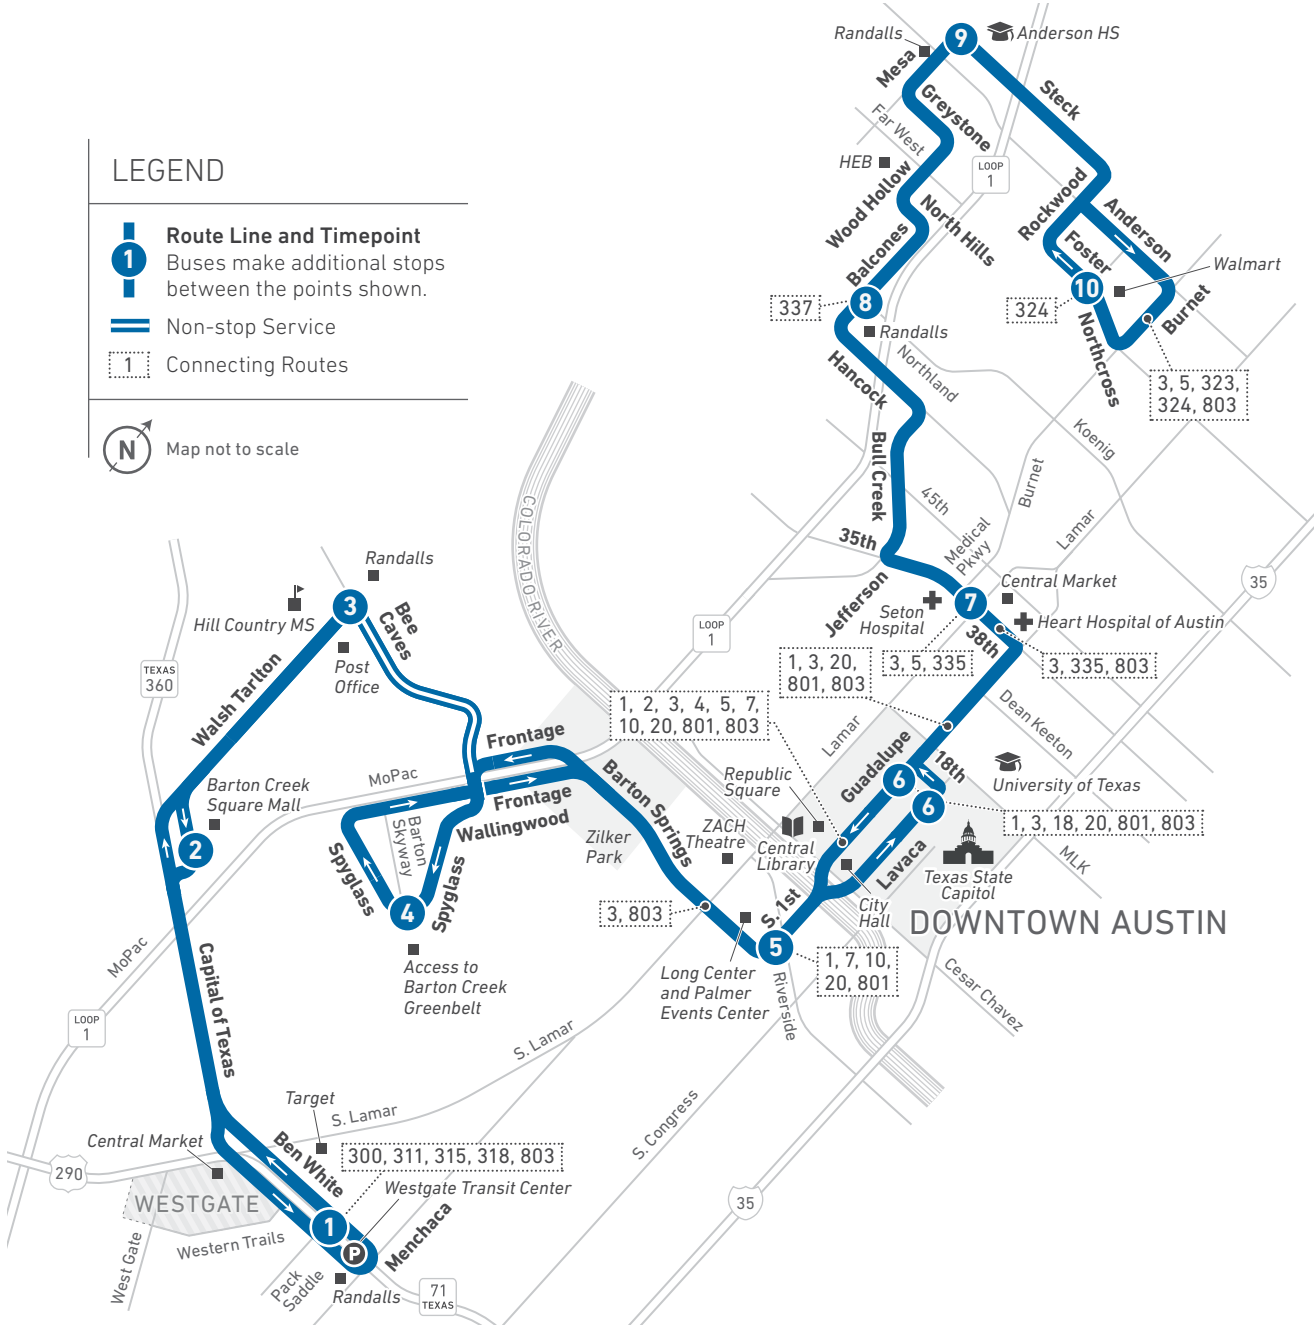 LEGEND
1
Route Line and Timepoint
Buses make additional stops
between the points shown.
Non-stop Service
1
Connecting Routes
N
Map not to scale
Randalls
9
Anderson HS
Mesa
Steck
Greystone
Far West
HEB
LOOP
1
Wood Hollow
North Hills
Rockwood
Anderson
Foster
Balcones
Walmart
337
8
324
10
Burnet
Randalls
Northcross
Northland
Hancock
3, 5, 323,
324, 803
Koenig
Bull Creek
Burnet
45th
Lamar
COLORADO RIVER
35th
Medical
Pkwy
35
Jefferson
Central Market
7
Seton
Hospital
Heart Hospital of Austin
38th
3, 5, 335
3, 335, 803
Randalls
3
Hill Country MS
Bee
Caves
Post
Office
LOOP
1
1, 3, 20,
801, 803
TEXAS
360
Walsh Tarlton
1, 2, 3, 4, 5, 7,
10, 20, 801, 803
Dean Keeton
Lamar
Guadalupe
18th
Frontage
MoPac
Frontage
Barton Springs
Republic
Square
6
6
University of Texas
Barton Creek
Square Mall
1, 3, 18, 20, 801, 803
Wallingwood
Barton
Skyway
ZACH
Theatre
Zilker
Park
Central
Library
Lavaca
MLK
2
Texas State
Capitol
Spyglass
Spyglass
4
City
Hall
S. 1st
3, 803
DOWNTOWN AUSTIN
5
MoPac
Capital of Texas
Access to
Barton Creek
Greenbelt
Long Center
and Palmer
Events Center
1, 7, 10,
20, 801
Riverside
Cesar Chavez
LOOP
1
S. Lamar
Target
S. Lamar
S. Congress
Central Market
Ben White
300, 311, 315, 318, 803
290
Westgate Transit Center
WESTGATE
35
1
P
Menchaca
Western Trails
West Gate
Pack
Saddle
Randalls
71
TEXAS